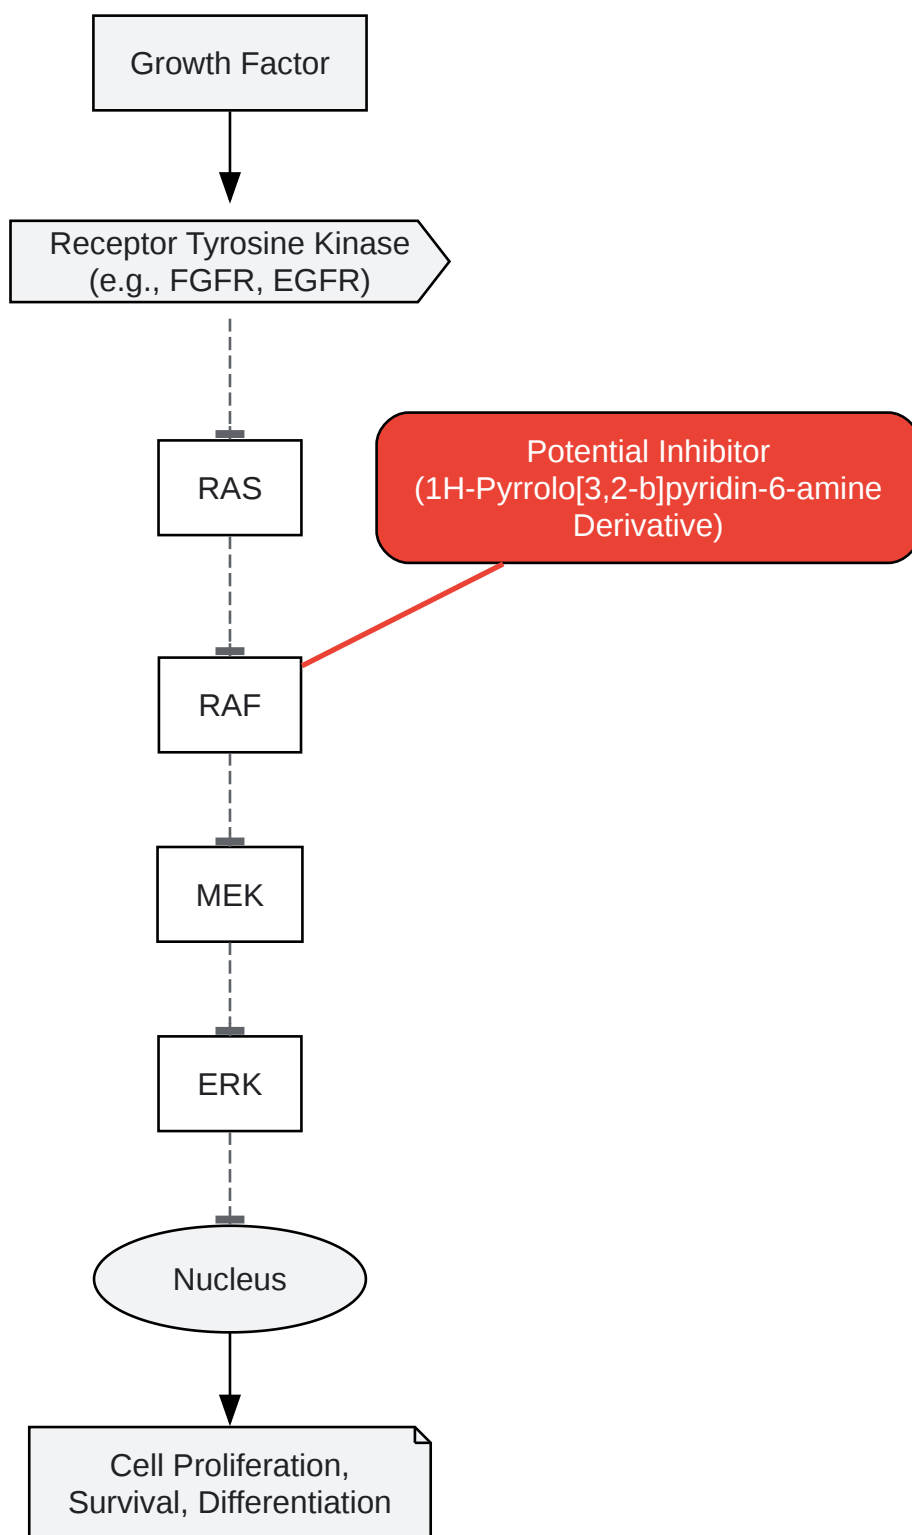 Growth Factor
Receptor Tyrosine Kinase
(e.g., FGFR, EGFR)
RAS
Potential Inhibitor
(1H-Pyrrolo[3,2-b]pyridin-6-amine
Derivative)
RAF
MEK
ERK
Nucleus
Cell Proliferation,
Survival, Differentiation